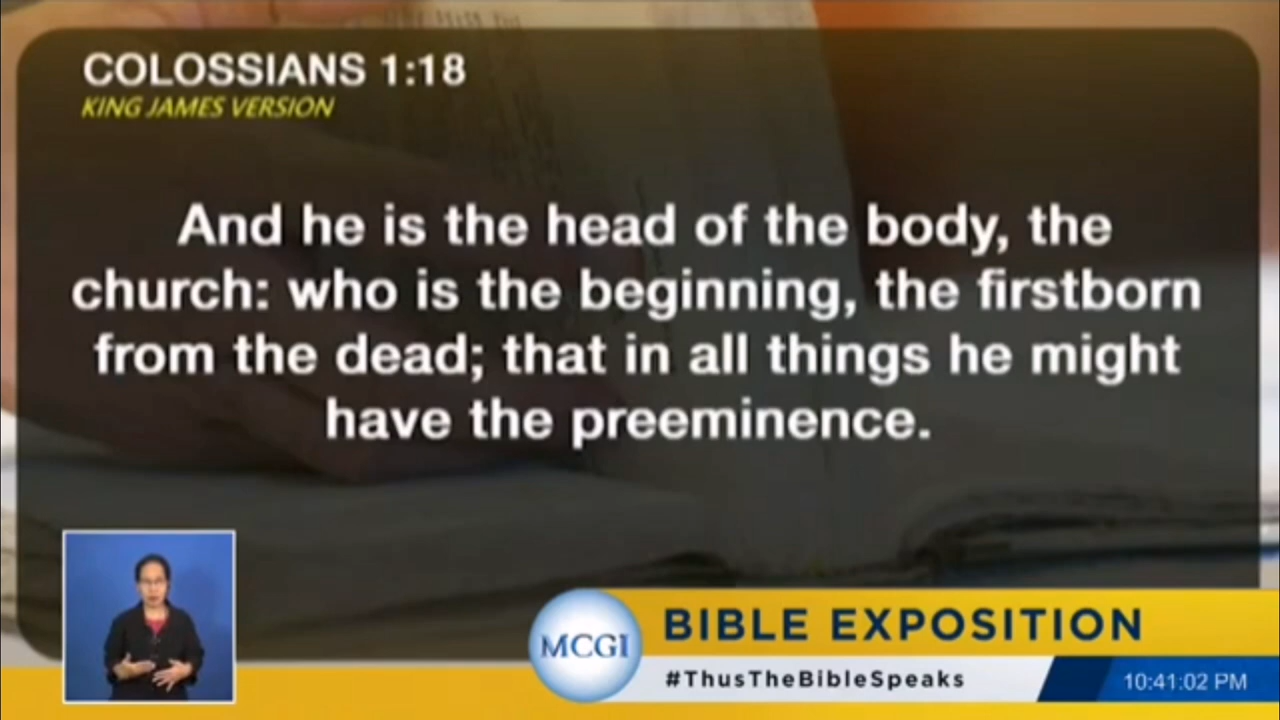 COLOSSIANS 1:18
KING JAMES VERSION
And he is the head of the body, the
church: who is the beginning, the firstborn
from the dead; that in all things he might
have the preeminence.
MCGI
BIBLE EXPOSITION
#ThusTheBibleSpeaks
10:41:02 PM